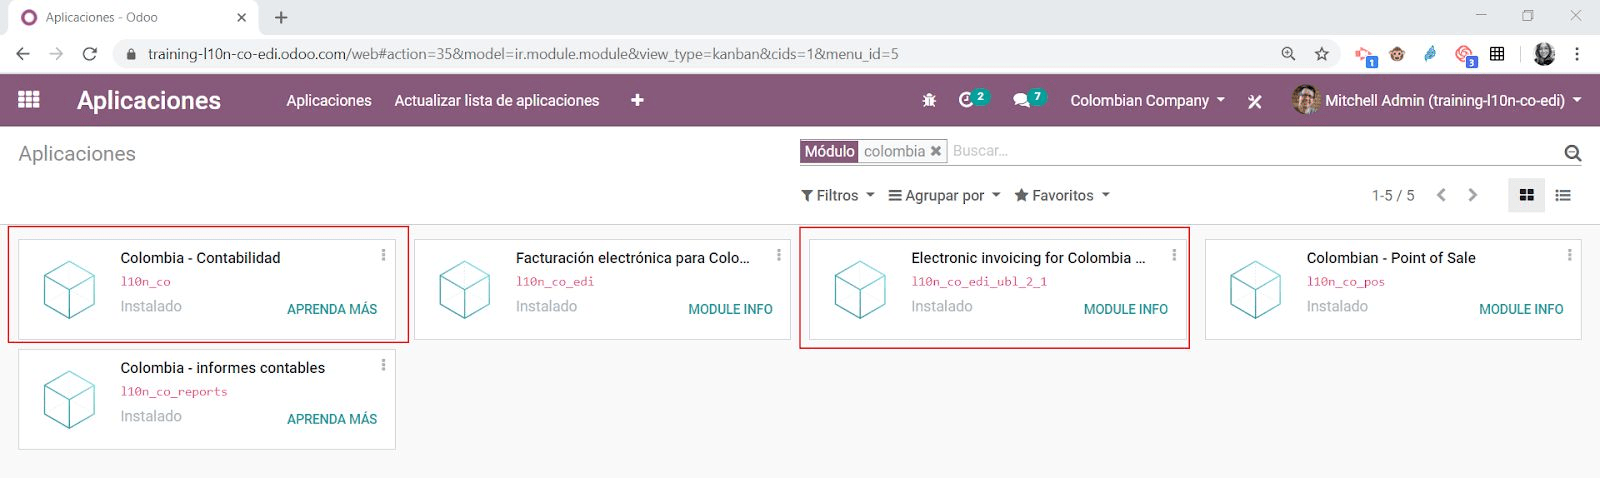 Aplicaciones - Odoo
training-l10n-co-edi.odoo.com/web#action=35&model=ir.module.module&view_type=kanban&cids=1&menu_id=5
1
3
Aplicaciones
Aplicaciones
Actualizar lista de aplicaciones
2
7
Colombian Company
Mitchell Admin (training-l10n-co-edi)
Aplicaciones
Módulo colombia
Buscar...
Filtros
Agrupar por
Favoritos
1-5 / 5
Colombia - Contabilidad
l10n_co
Instalado
APRENDA MÁS
Facturación electrónica para Colo...
l10n_co_edi
Instalado
MODULE INFO
Electronic invoicing for Colombia ...
l10n_co_edi_ubl_2_1
Instalado
MODULE INFO
Colombian - Point of Sale
l10n_co_pos
Instalado
MODULE INFO
Colombia - informes contables
l10n_co_reports
Instalado
APRENDA MÁS